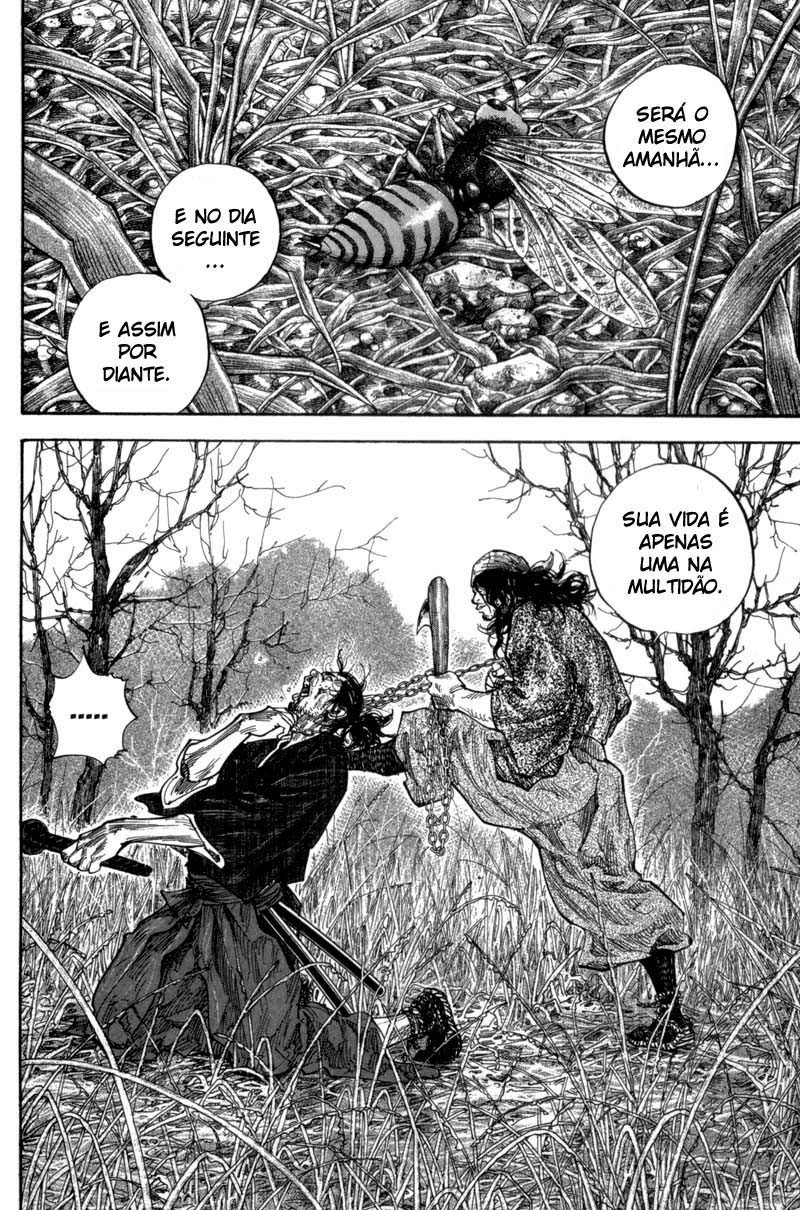 SERÁ O
MESMO
AMANHÃ...
E NO DIA
SEGUINTE
...
E ASSIM
POR
DIANTE.
SUA VIDA É
APENAS
UMA NA
MULTIDÃO.
.....